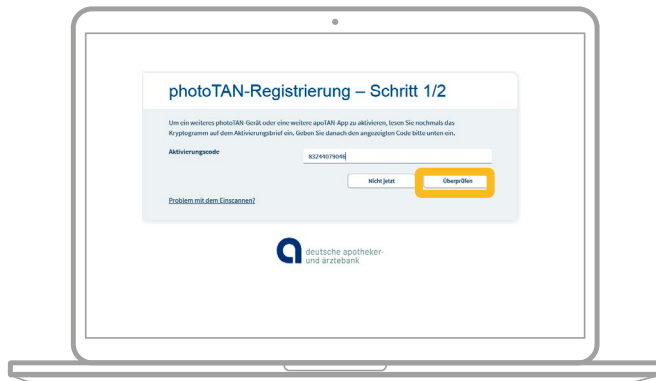 photoTAN-Registrierung – Schritt 1/2
Um ein weiteres photoTAN-Gerät oder eine weitere apoTAN-App zu aktivieren, lesen Sie nochmals das
Kryptogramm auf dem Aktivierungsbrief ein. Geben Sie danach den angezeigten Code bitte unten ein.
Aktivierungscode
83244079046
Nicht jetzt
Überprüfen
Problem mit dem Einscannen?
deutsche apotheker-
und ärztebank